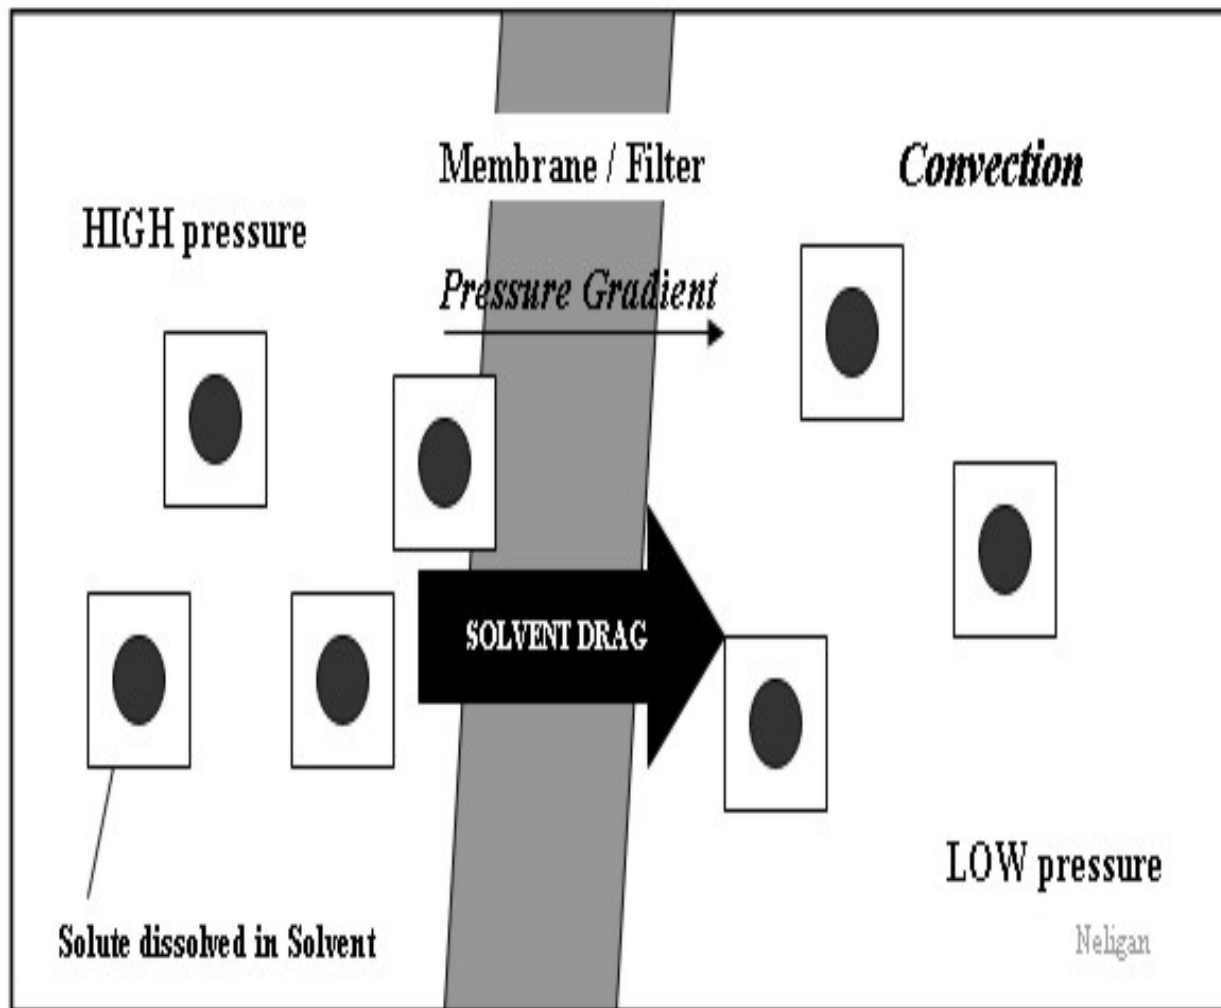 Membrane / Filter
Convection
HIGH pressure
Pressure Gradient
SOLVENT DRAG
LOW pressure
Solute dissolved in Solvent
Neligan